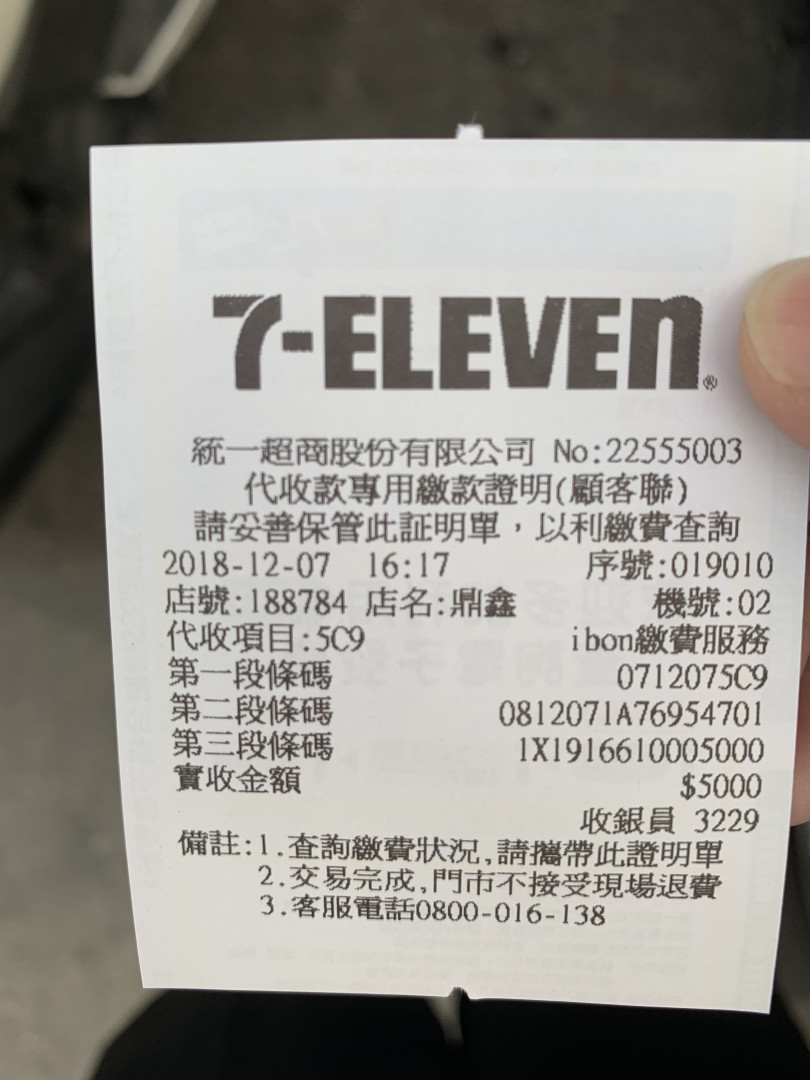 7-ELEVEN®
統一超商股份有限公司 No:22555003
代收款專用繳款證明(顧客聯)
請妥善保管此証明單，以利繳費查詢
2018-12-07 16:17 序號:019010
店號:188784 店名:鼎鑫 機號:02
代收項目:5C9 ibon繳費服務
第一段條碼 0712075C9
第二段條碼 0812071A76954701
第三段條碼 1X1916610005000
實收金額 $5000
收銀員 3229
備註:1.查詢繳費狀況,請攜帶此證明單
2.交易完成,門市不接受現場退費
3.客服電話0800-016-138